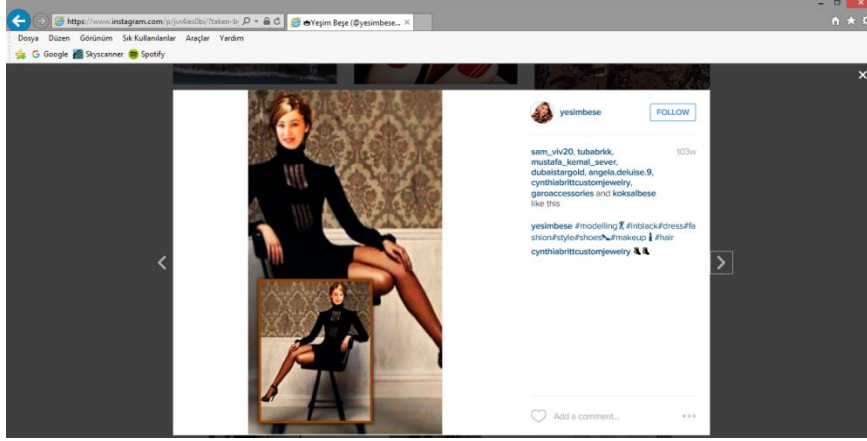 https://www.instagram.com/p/jvr4ies0bi/?taken-by
Yeşim Beşe (@yesimbese...
Dosya Düzen Görünüm Sık Kullanılanlar Araçlar Yardım
Google Skyscanner Spotify
yesimbese FOLLOW
sam_viv20, tubabrkk, 103w
mustafa_kemal_sever,
dubaistargold, angela.deluise.9,
cynthiabrittcustomjewelry,
garoaccessories and koksalbese
like this
yesimbese #modelling #inblack#dress#fa
shion#style#shoes #makeup #hair
cynthiabrittcustomjewelry
Add a comment...